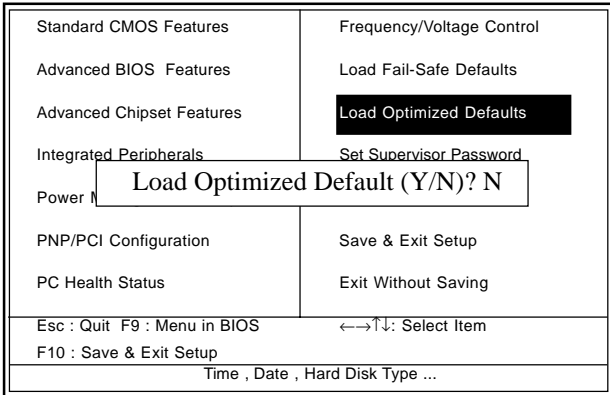 Standard CMOS Features
Advanced BIOS Features
Advanced Chipset Features
Integrated Peripherals
Power M
PNP/PCI Configuration
PC Health Status
Frequency/Voltage Control
Load Fail-Safe Defaults
Load Optimized Defaults
Set Supervisor Password
Save & Exit Setup
Exit Without Saving
Load Optimized Default (Y/N)? N
Esc : Quit F9 : Menu in BIOS
←→↑↓: Select Item
F10 : Save & Exit Setup
Time , Date , Hard Disk Type ...